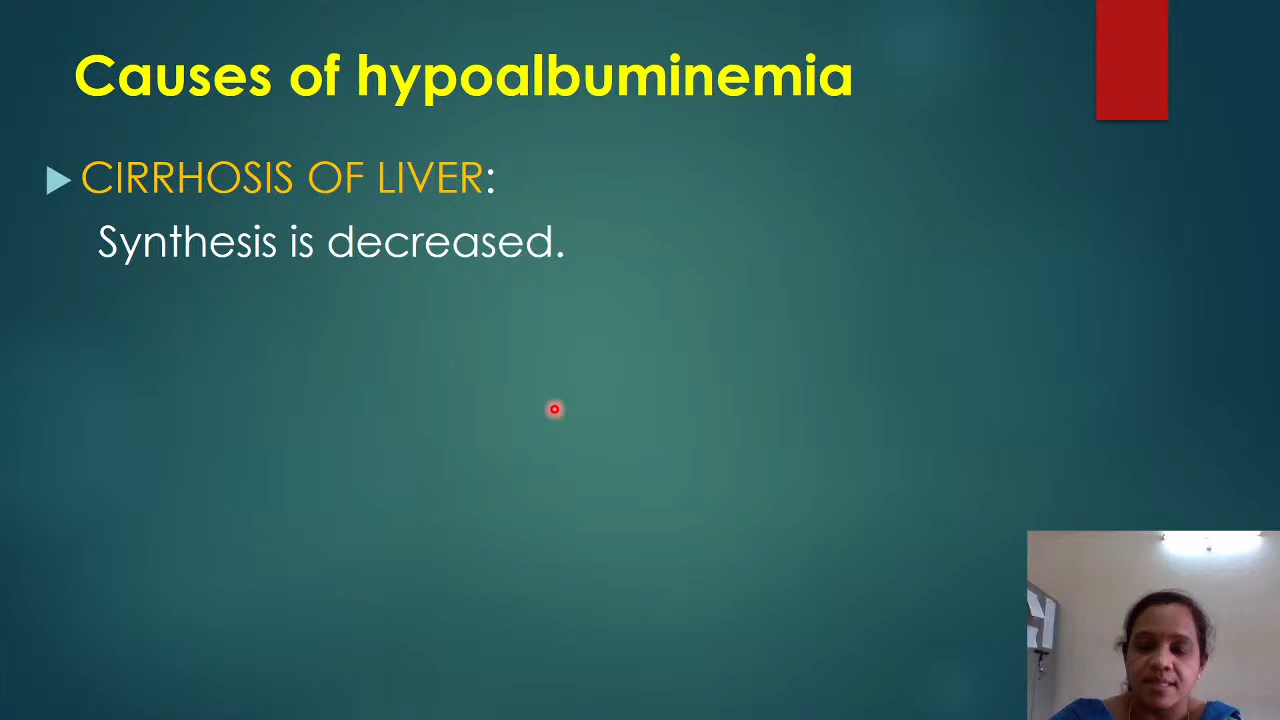 Causes of hypoalbuminemia
CIRRHOSIS OF LIVER:
Synthesis is decreased.